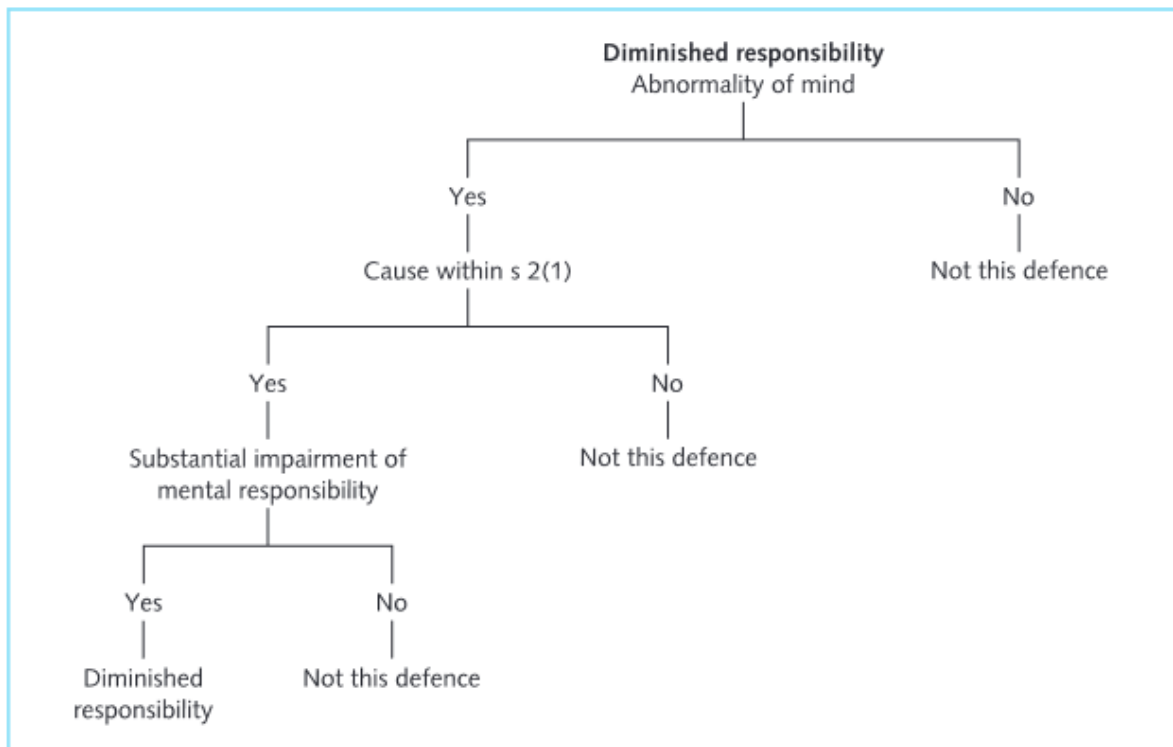 Diminished responsibility
Abnormality of mind
Yes
No
Cause within s 2(1)
Not this defence
Yes
No
Substantial impairment of
mental responsibility
Not this defence
Yes
No
Diminished
responsibility
Not this defence